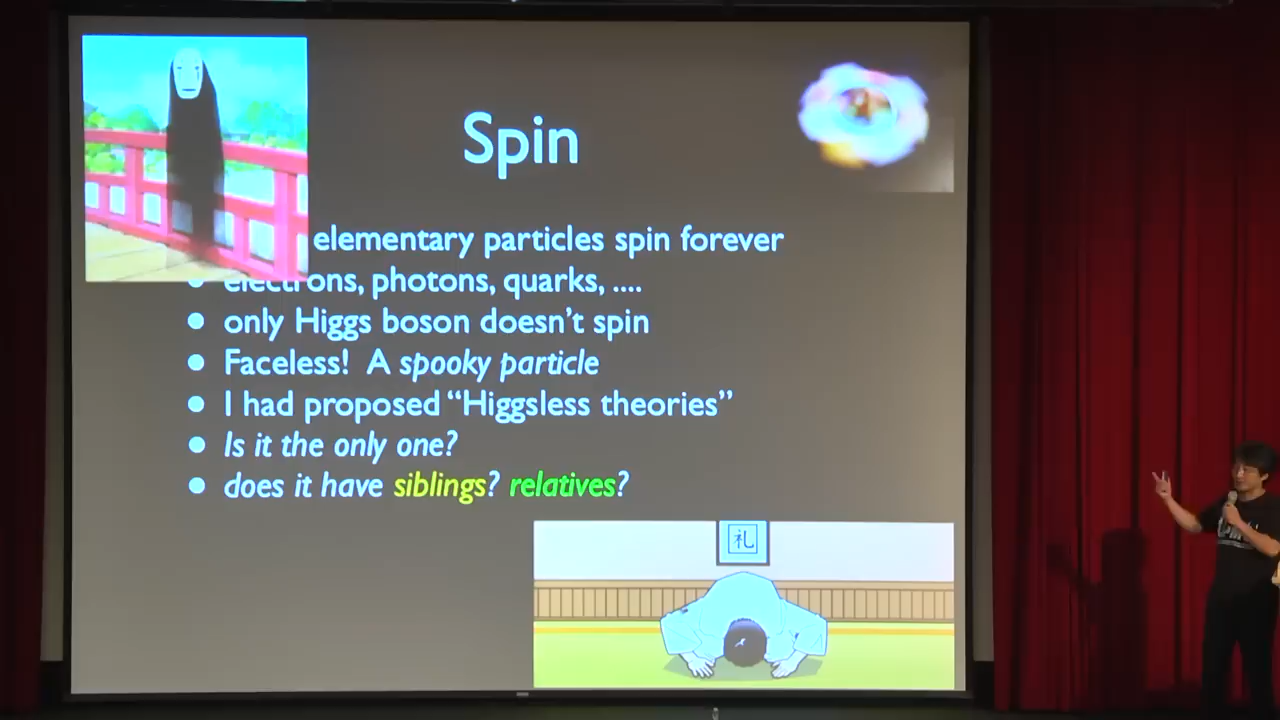 Spin
elementary particles spin forever
electrons, photons, quarks, ....
only Higgs boson doesn't spin
Faceless! A spooky particle
I had proposed “Higgsless theories”
Is it the only one?
does it have siblings? relatives?
礼